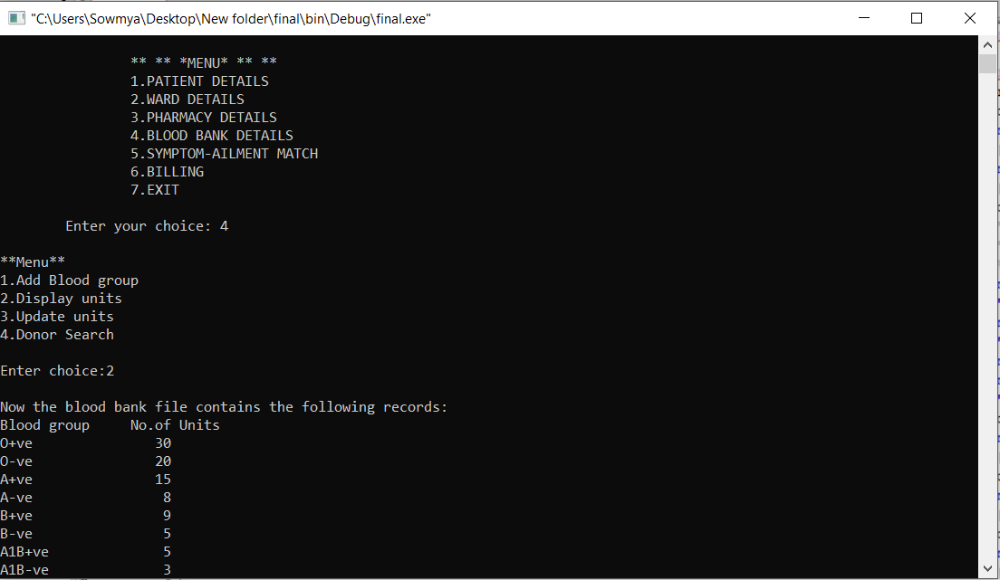 "C:\Users\Sowmya\Desktop\New folder\final\bin\Debug\final.exe"
** ** *MENU* ** **
1.PATIENT DETAILS
2.WARD DETAILS
3.PHARMACY DETAILS
4.BLOOD BANK DETAILS
5.SYMPTOM-AILMENT MATCH
6.BILLING
7.EXIT
Enter your choice: 4
**Menu**
1.Add Blood group
2.Display units
3.Update units
4.Donor Search
Enter choice:2
Now the blood bank file contains the following records:
Blood group     No.of Units
O+ve               30
O-ve               20
A+ve               15
A-ve                8
B+ve                9
B-ve                5
A1B+ve              5
A1B-ve              3